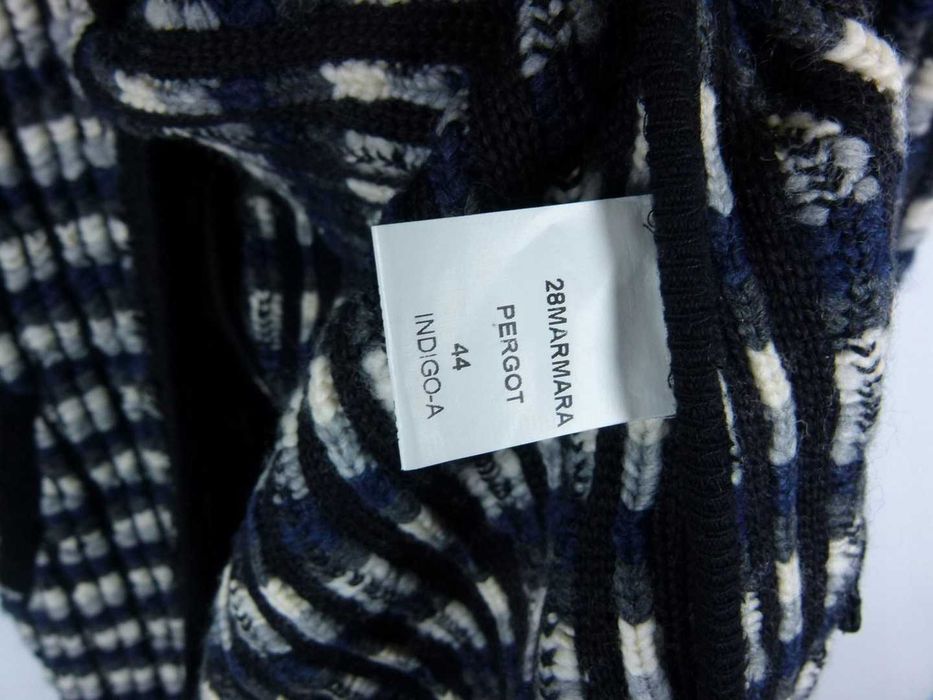 28MARMARA
PERGOT
44
INDIGO-A